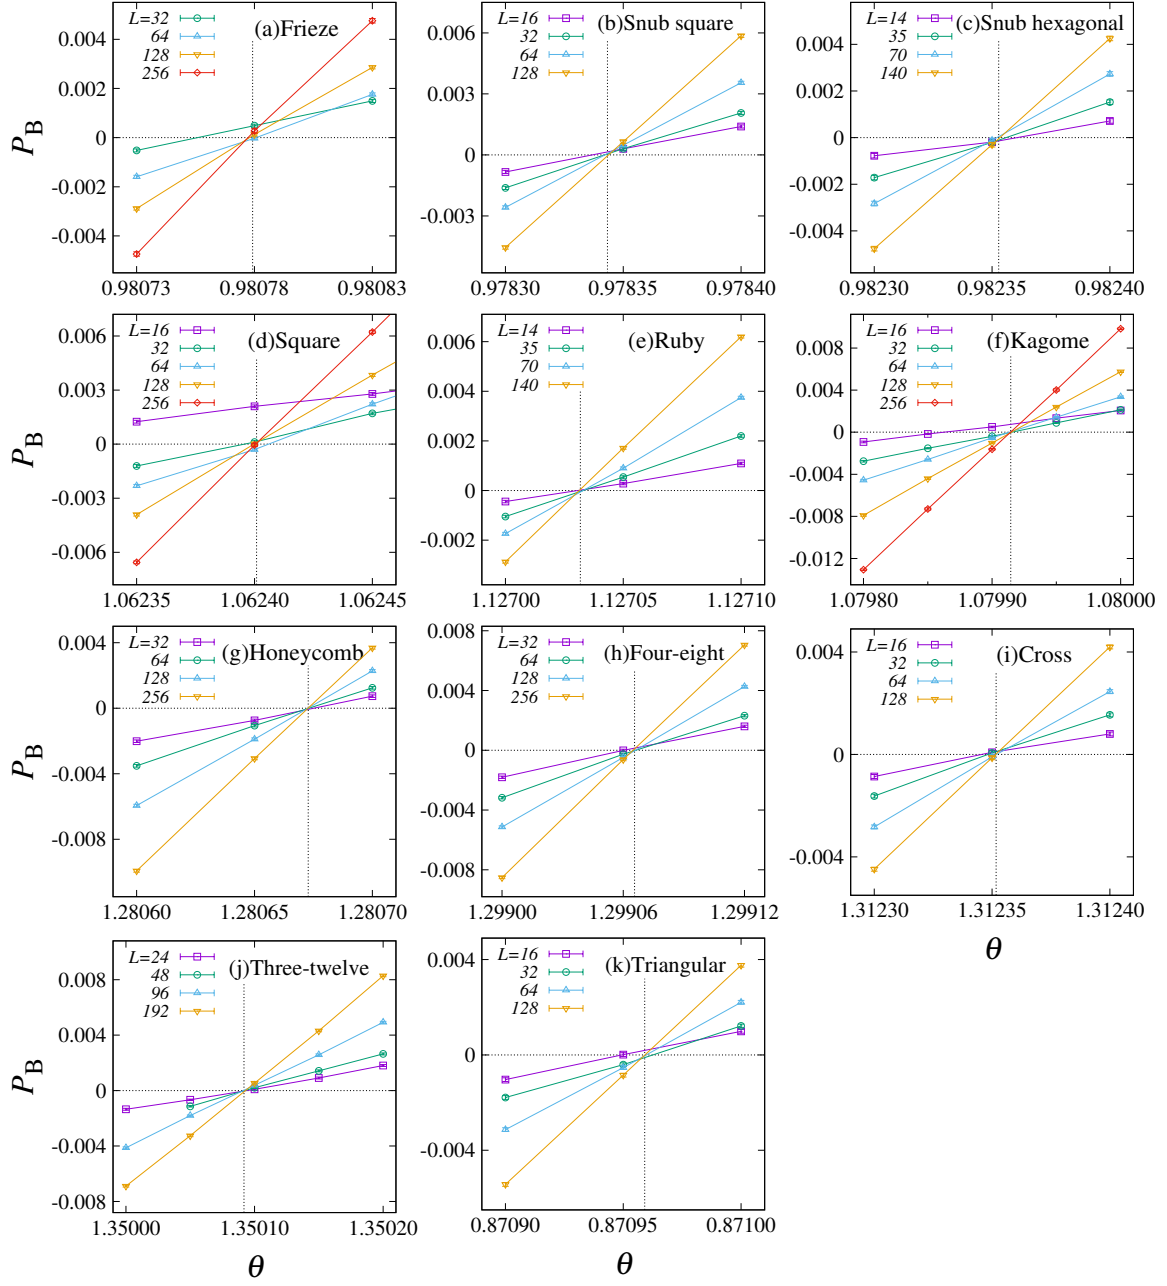 (a)Frieze
L=32
64
128
256
0.004
0.002
0
-0.002
-0.004
P_B
0.98073 0.98078 0.98083
(b)Snub square
L=16
32
64
128
0.006
0.003
0
-0.003
0.97830 0.97835 0.97840
(c)Snub hexagonal
L=14
35
70
140
0.004
0.002
0
-0.002
-0.004
0.98230 0.98235 0.98240
(d)Square
L=16
32
64
128
256
0.006
0.003
0
-0.003
-0.006
P_B
1.06235 1.06240 1.06245
(e)Ruby
L=14
35
70
140
0.006
0.004
0.002
0
-0.002
1.12700 1.12705 1.12710
(f)Kagome
L=16
32
64
128
256
0.008
0.004
0
-0.004
-0.008
-0.012
1.07980 1.07990 1.08000
(g)Honeycomb
L=32
64
128
256
0.004
0
-0.004
-0.008
P_B
1.28060 1.28065 1.28070
(h)Four-eight
L=32
64
128
256
0.008
0.004
0
-0.004
-0.008
1.29900 1.29906 1.29912
(i)Cross
L=16
32
64
128
0.004
0
-0.004
1.31230 1.31235 1.31240
θ
(j)Three-twelve
L=24
48
96
192
0.008
0.004
0
-0.004
-0.008
P_B
1.35000 1.35010 1.35020
θ
(k)Triangular
L=16
32
64
128
0.004
0
-0.004
0.87090 0.87095 0.87100
θ